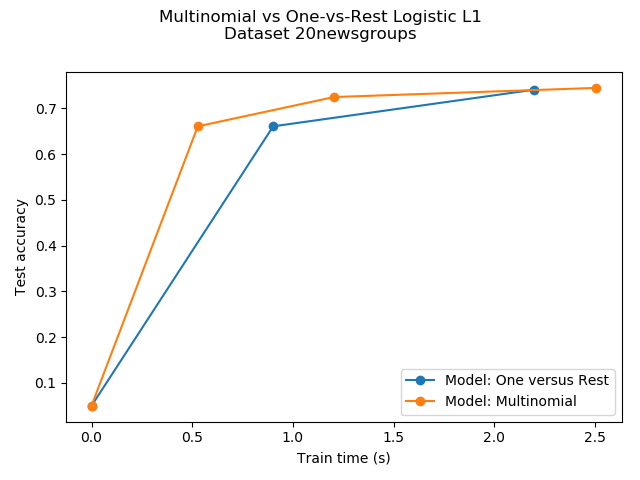 Multinomial vs One-vs-Rest Logistic L1
Dataset 20newsgroups
0.7
0.6
0.5
0.4
0.3
0.2
0.1
Test accuracy
Model: One versus Rest
Model: Multinomial
0.0 0.5 1.0 1.5 2.0 2.5
Train time (s)